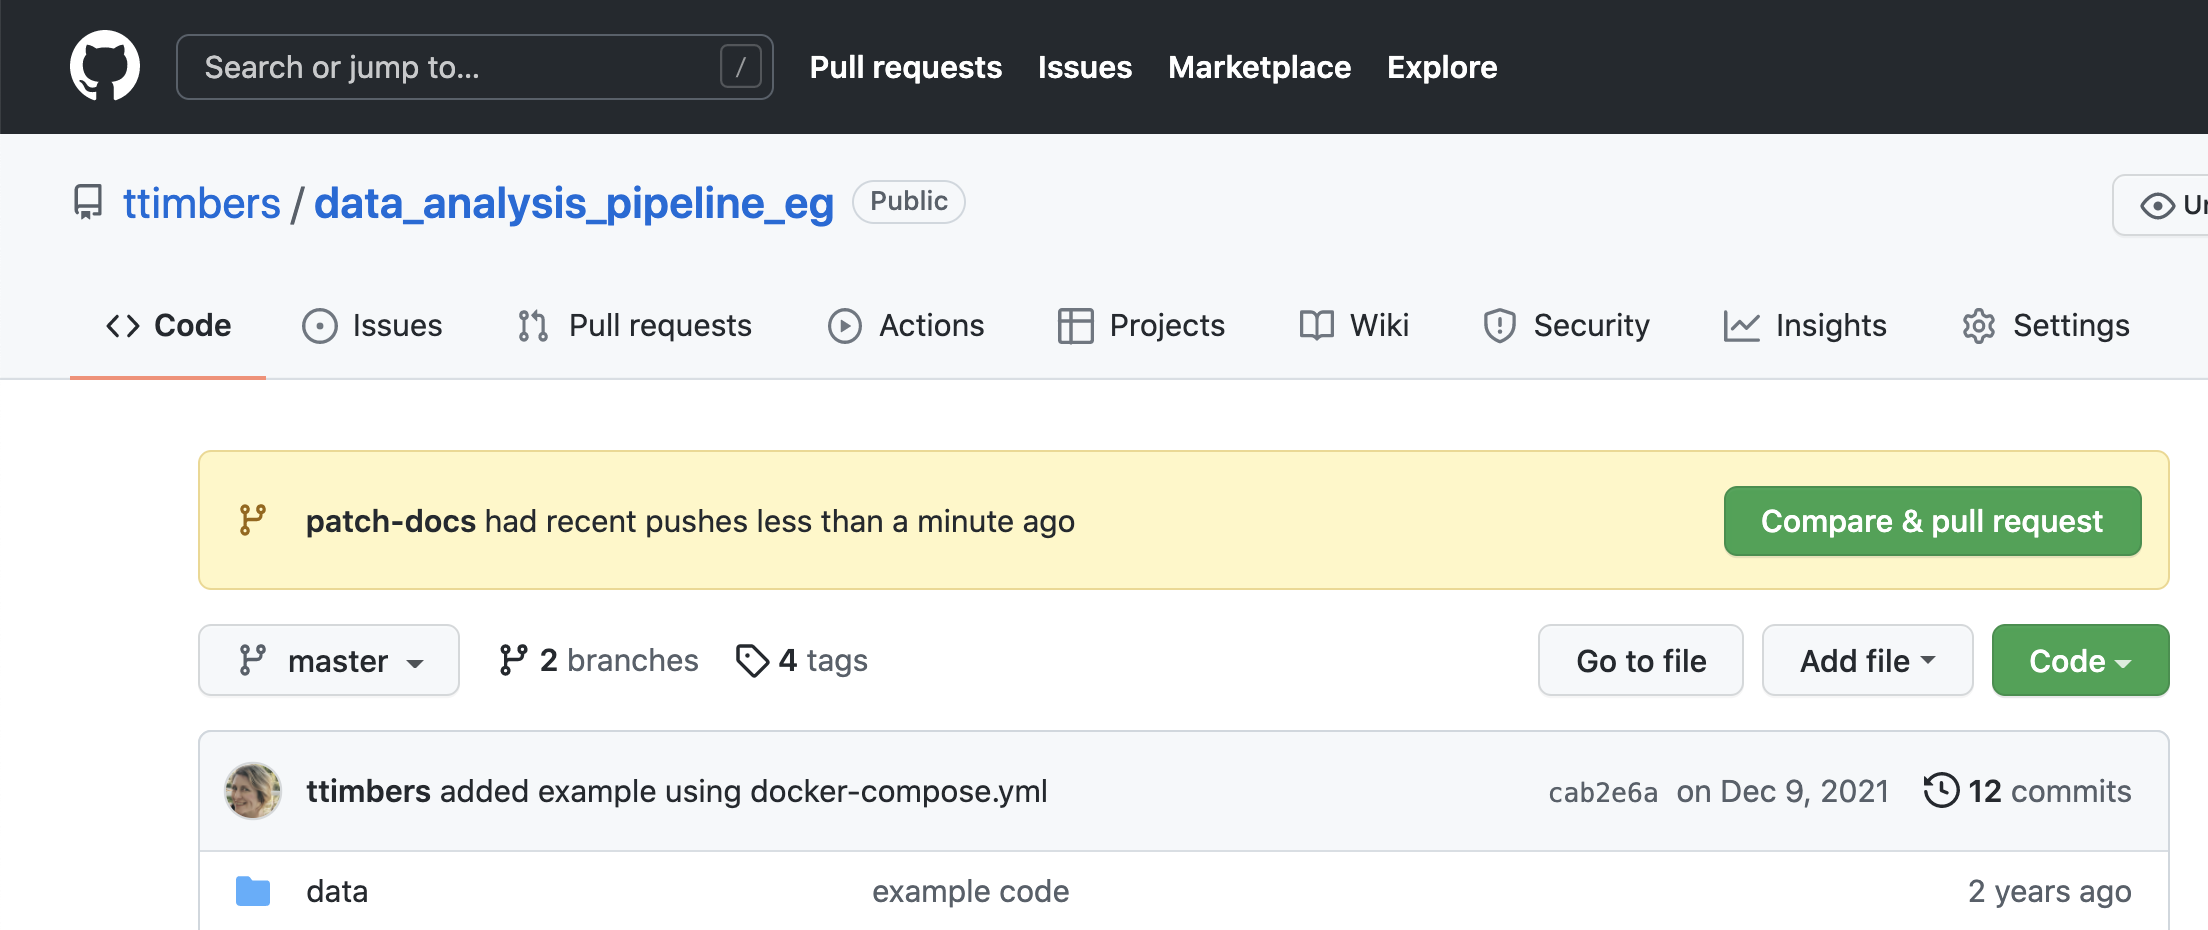 Search or jump to... /
Pull requests Issues Marketplace Explore
ttimbers / data_analysis_pipeline_eg Public
Code Issues Pull requests Actions Projects Wiki Security Insights Settings
patch-docs had recent pushes less than a minute ago Compare & pull request
master 2 branches 4 tags Go to file Add file Code
ttimbers added example using docker-compose.yml cab2e6a on Dec 9, 2021 12 commits
data example code 2 years ago